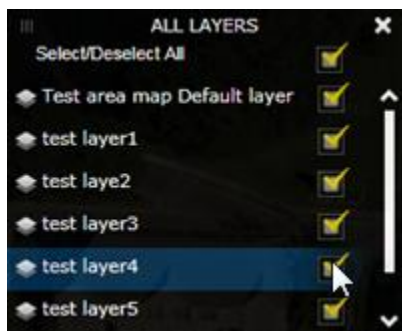 ALL LAYERS
Select/Deselect All
Test area map Default layer
test layer1
test laye2
test layer3
test layer4
test layer5